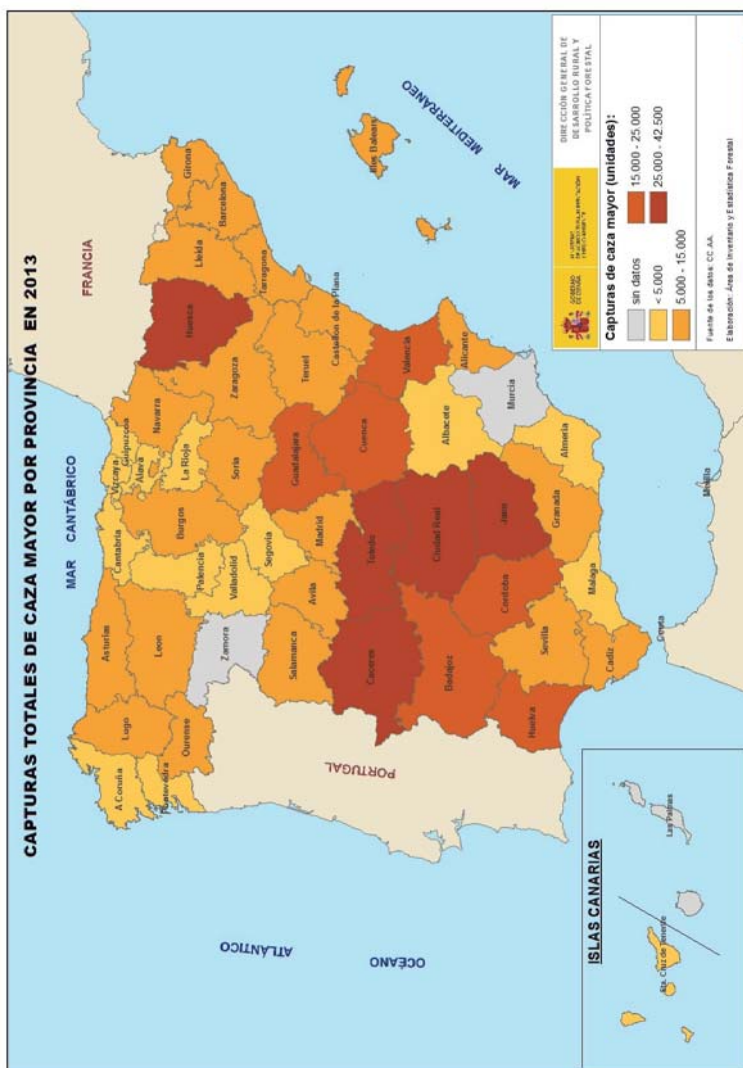 CAPTURAS TOTALES DE CAZA MAYOR POR PROVINCIA EN 2013
MAR CANTÁBRICO
FRANCIA
OCÉANO
ATLÁNTICO
PORTUGAL
MAR MEDITERRÁNEO
A Coruña
Lugo
Asturias
Cantabria
Vizcaya
Guipúzcoa
Pontevedra
Ourense
León
Palencia
Burgos
Álava
La Rioja
Navarra
Huesca
Lleida
Girona
Barcelona
Zamora
Valladolid
Soria
Zaragoza
Tarragona
Salamanca
Segovia
Ávila
Madrid
Guadalajara
Teruel
Castellón de la Plana
Cáceres
Toledo
Cuenca
Valencia
Illes Balears
Badajoz
Ciudad Real
Albacete
Alicante
Huelva
Córdoba
Jaén
Murcia
Sevilla
Granada
Almería
Cádiz
Málaga
Ceuta
Melilla
ISLAS CANARIAS
Sta. Cruz de Tenerife
Las Palmas
GOBIERNO
DE ESPAÑA
DIRECCIÓN GENERAL DE
DESARROLLO RURAL Y
POLÍTICA FORESTAL
Capturas de caza mayor (unidades):
sin datos
< 5.000
5.000 - 15.000
15.000 - 25.000
25.000 - 42.500
Fuente de los datos: CC.AA.
Elaboración: Área de Inventario y Estadística Forestal